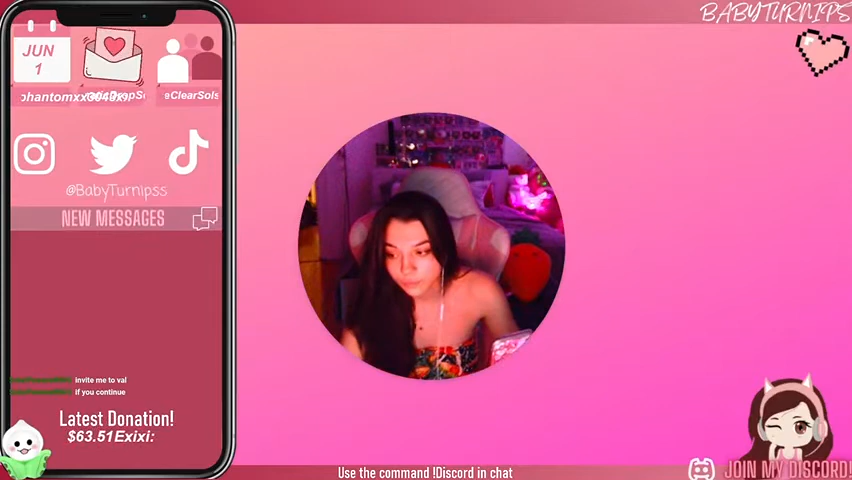 BABYTURNIPS
JUN
1
eClearSols
@BabyTurnipss
NEW MESSAGES
Invite me to val
If you continue
Latest Donation!
$63.51Exixi:
Use the command !Discord in chat
JOIN MY DISCORD!